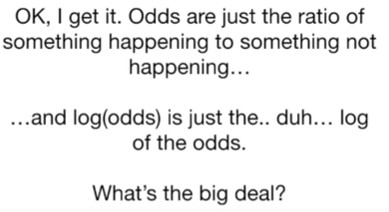 OK, I get it. Odds are just the ratio of
something happening to something not
happening…
…and log(odds) is just the.. duh… log
of the odds.
What's the big deal?